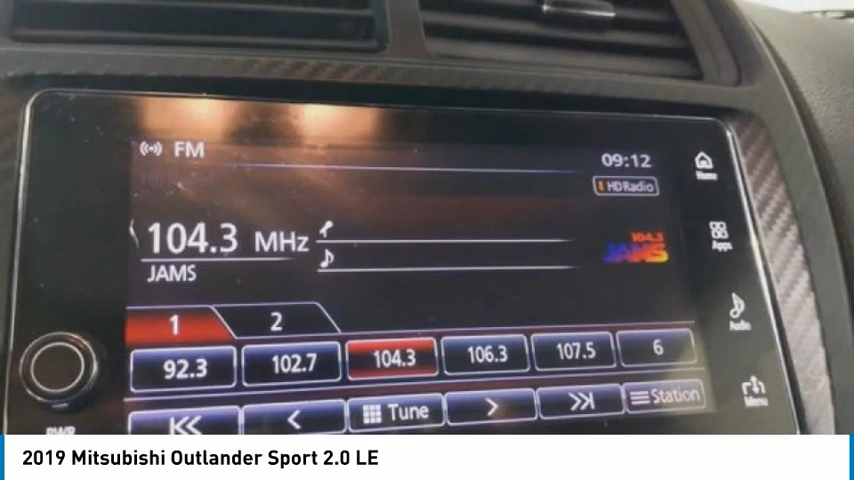 FM
09:12
HD Radio
Home
104.3 MHz
104.3
JAMS
JAMS
Apps
1 2
Audio
92.3 102.7 104.3 106.3 107.5 6
Tune Station
Menu
PWR
2019 Mitsubishi Outlander Sport 2.0 LE